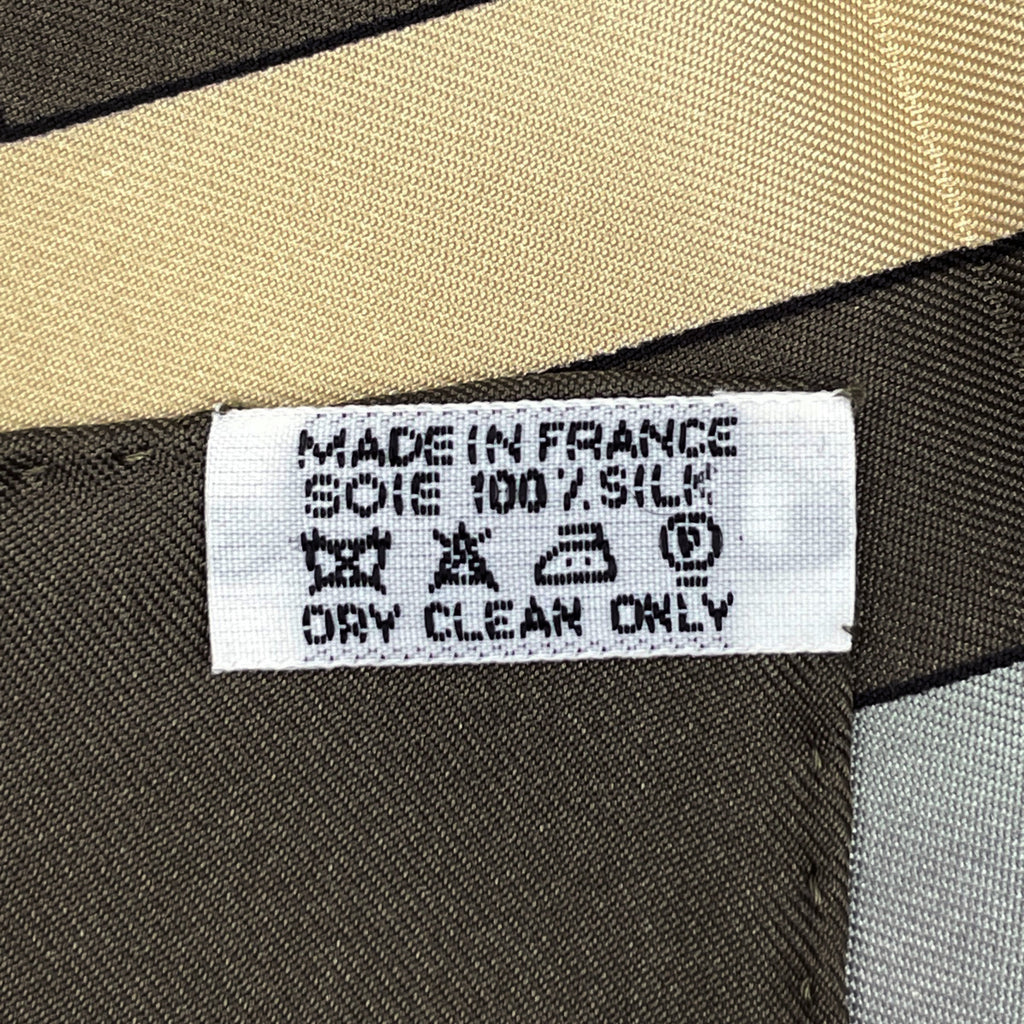 MADE IN FRANCE
SOIE 100% SILK
P
DRY CLEAN ONLY